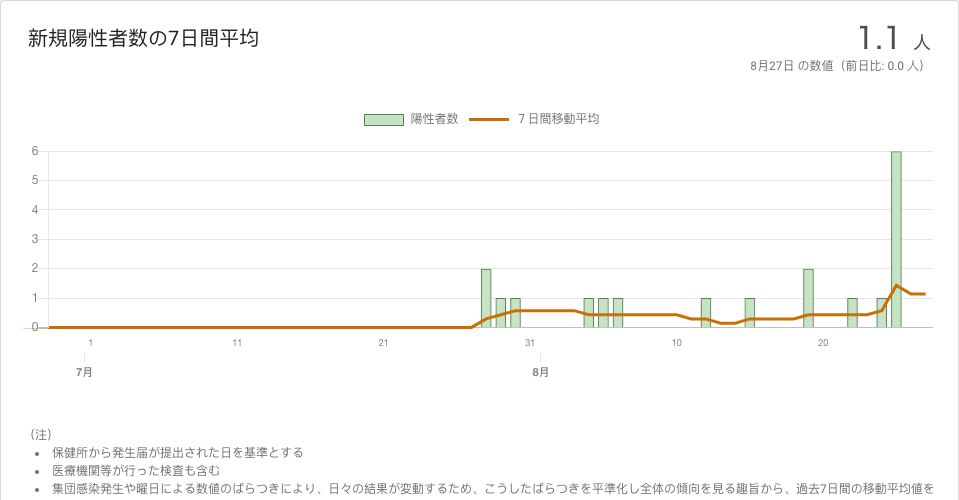 新規陽性者数の7日間平均
1.1 人
8月27日 の数値（前日比: 0.0 人）
陽性者数 7 日間移動平均
6
5
4
3
2
1
0
1 11 21 31 10 20
7月 8月
（注）
• 保健所から発生届が提出された日を基準とする
• 医療機関等が行った検査も含む
• 集団感染発生や曜日による数値のばらつきにより、日々の結果が変動するため、こうしたばらつきを平準化し全体の傾向を見る趣旨から、過去7日間の移動平均値を